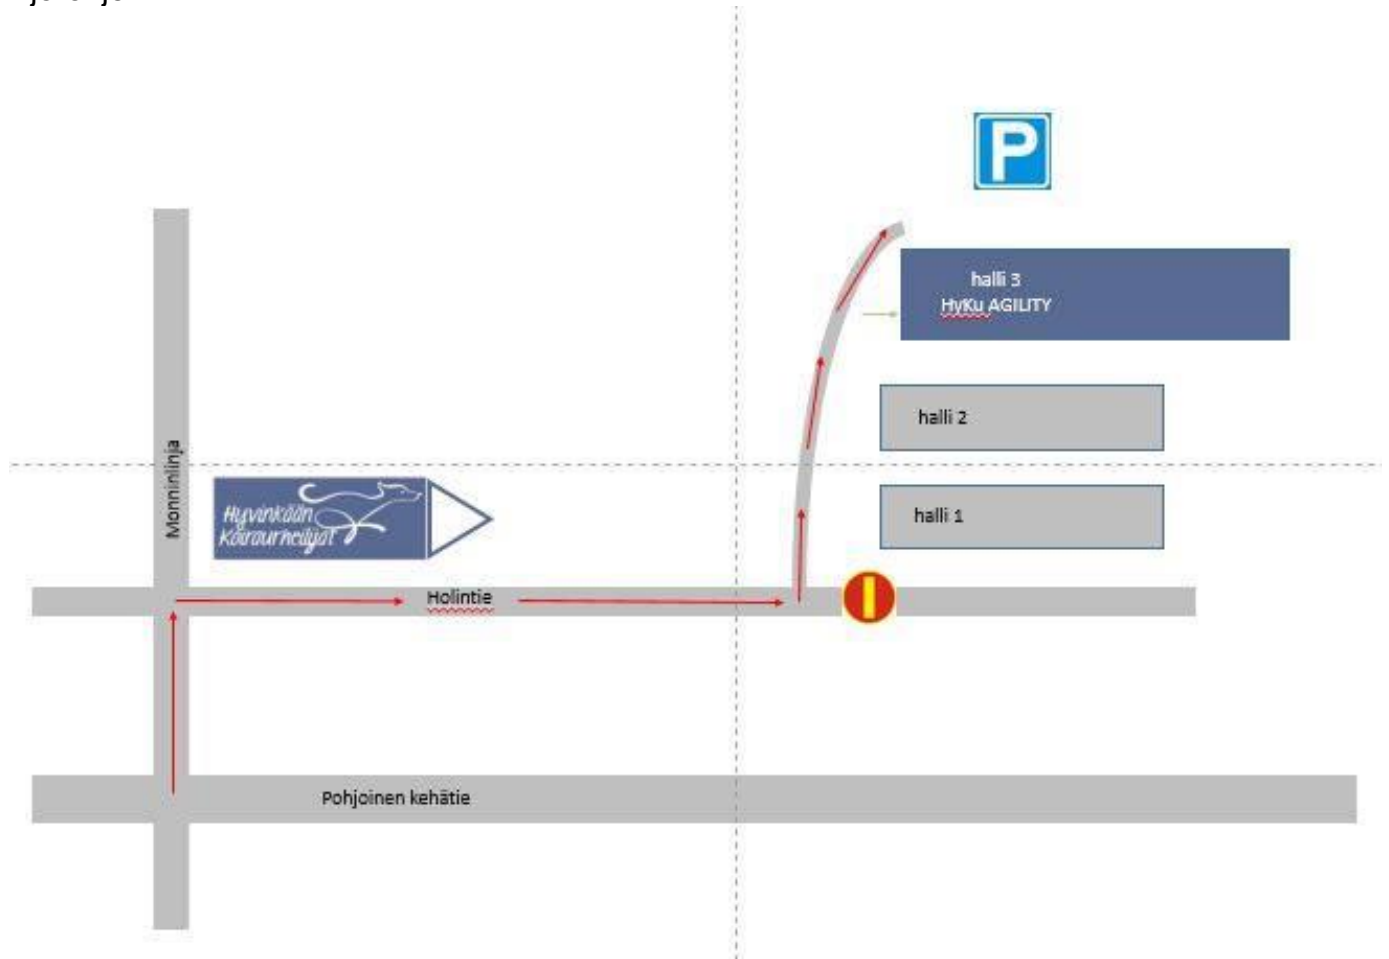 P
halli 3
HyKu AGILITY
halli 2
Monninlinja
Hyvinkään
Koiraurheilijat
halli 1
Holintie
Pohjoinen kehätie